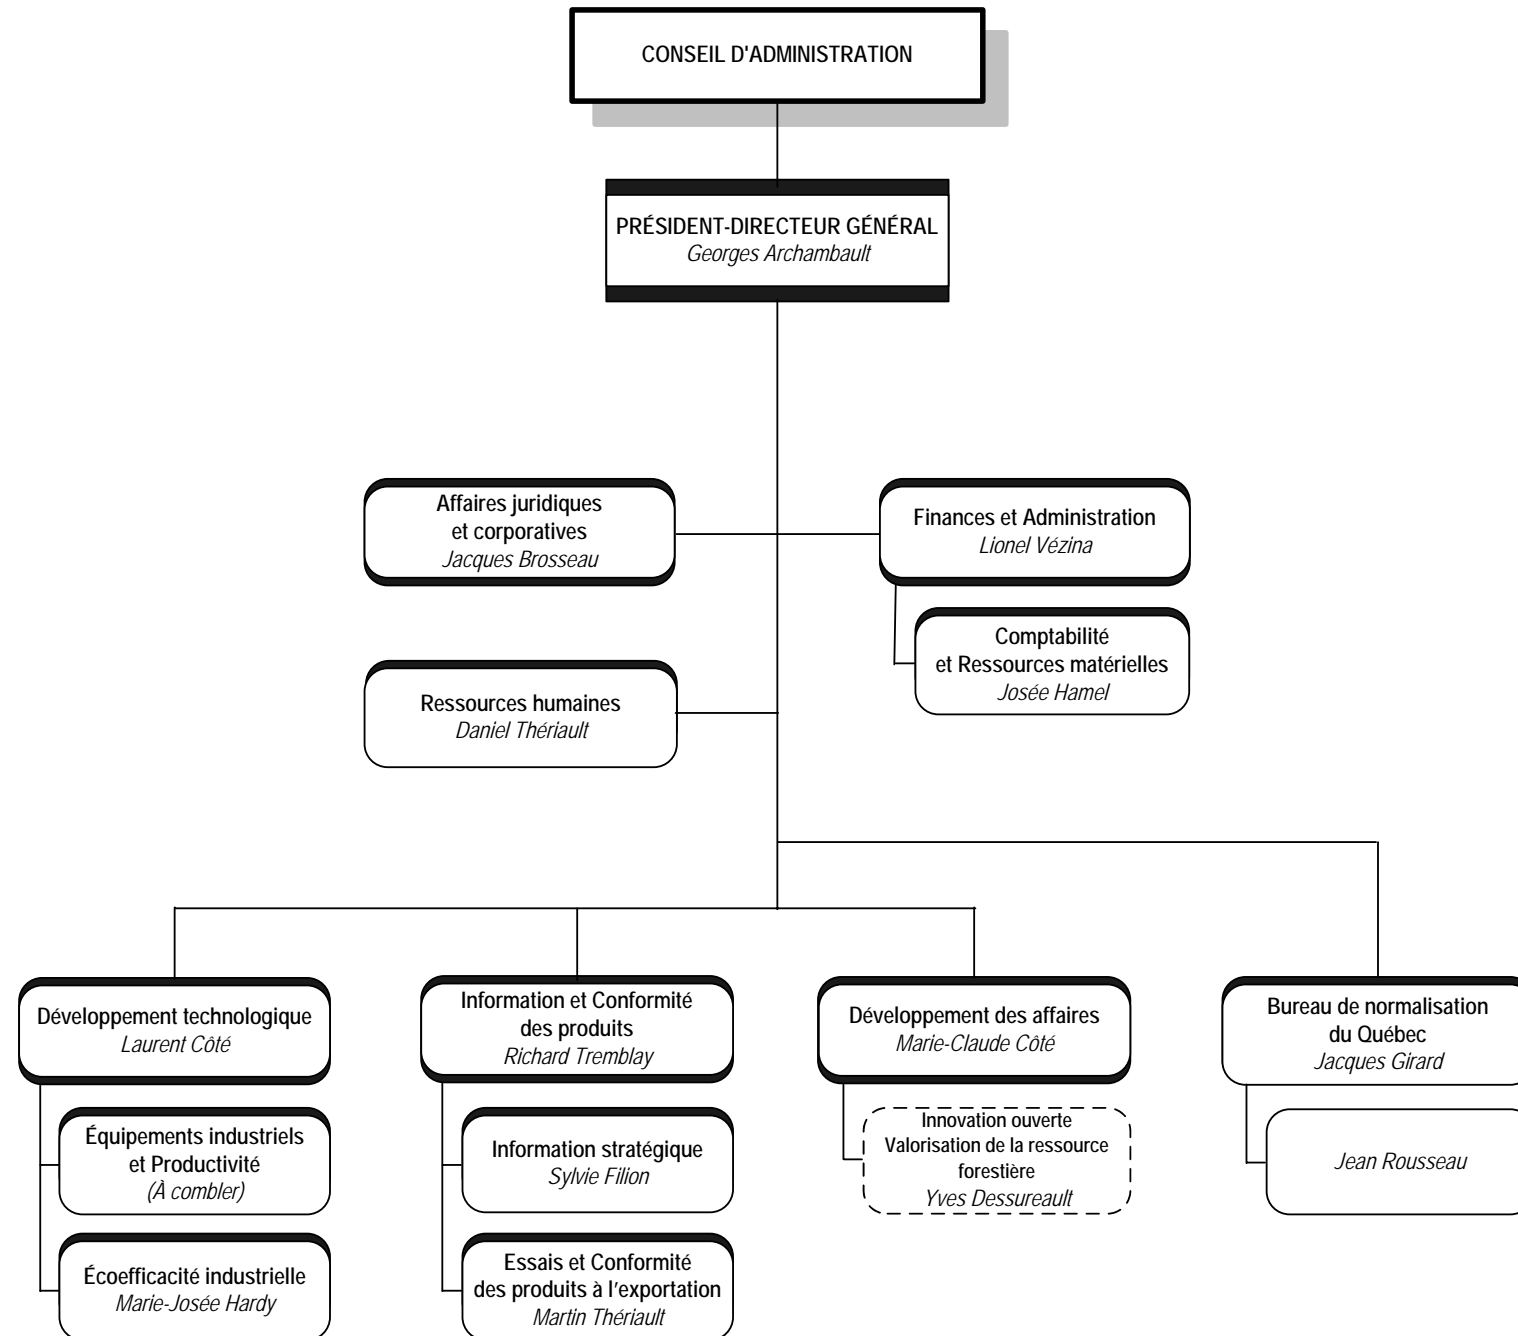 CONSEIL D'ADMINISTRATION
PRÉSIDENT-DIRECTEUR GÉNÉRAL
Georges Archambault
Affaires juridiques
et corporatives
Jacques Brosseau
Finances et Administration
Lionel Vézina
Comptabilité
et Ressources matérielles
Josée Hamel
Ressources humaines
Daniel Thériault
Développement technologique
Laurent Côté
Équipements industriels
et Productivité
(À combler)
Écoefficacité industrielle
Marie-Josée Hardy
Information et Conformité
des produits
Richard Tremblay
Information stratégique
Sylvie Filion
Essais et Conformité
des produits à l'exportation
Martin Thériault
Développement des affaires
Marie-Claude Côté
Innovation ouverte
Valorisation de la ressource
forestière
Yves Dessureault
Bureau de normalisation
du Québec
Jacques Girard
Jean Rousseau